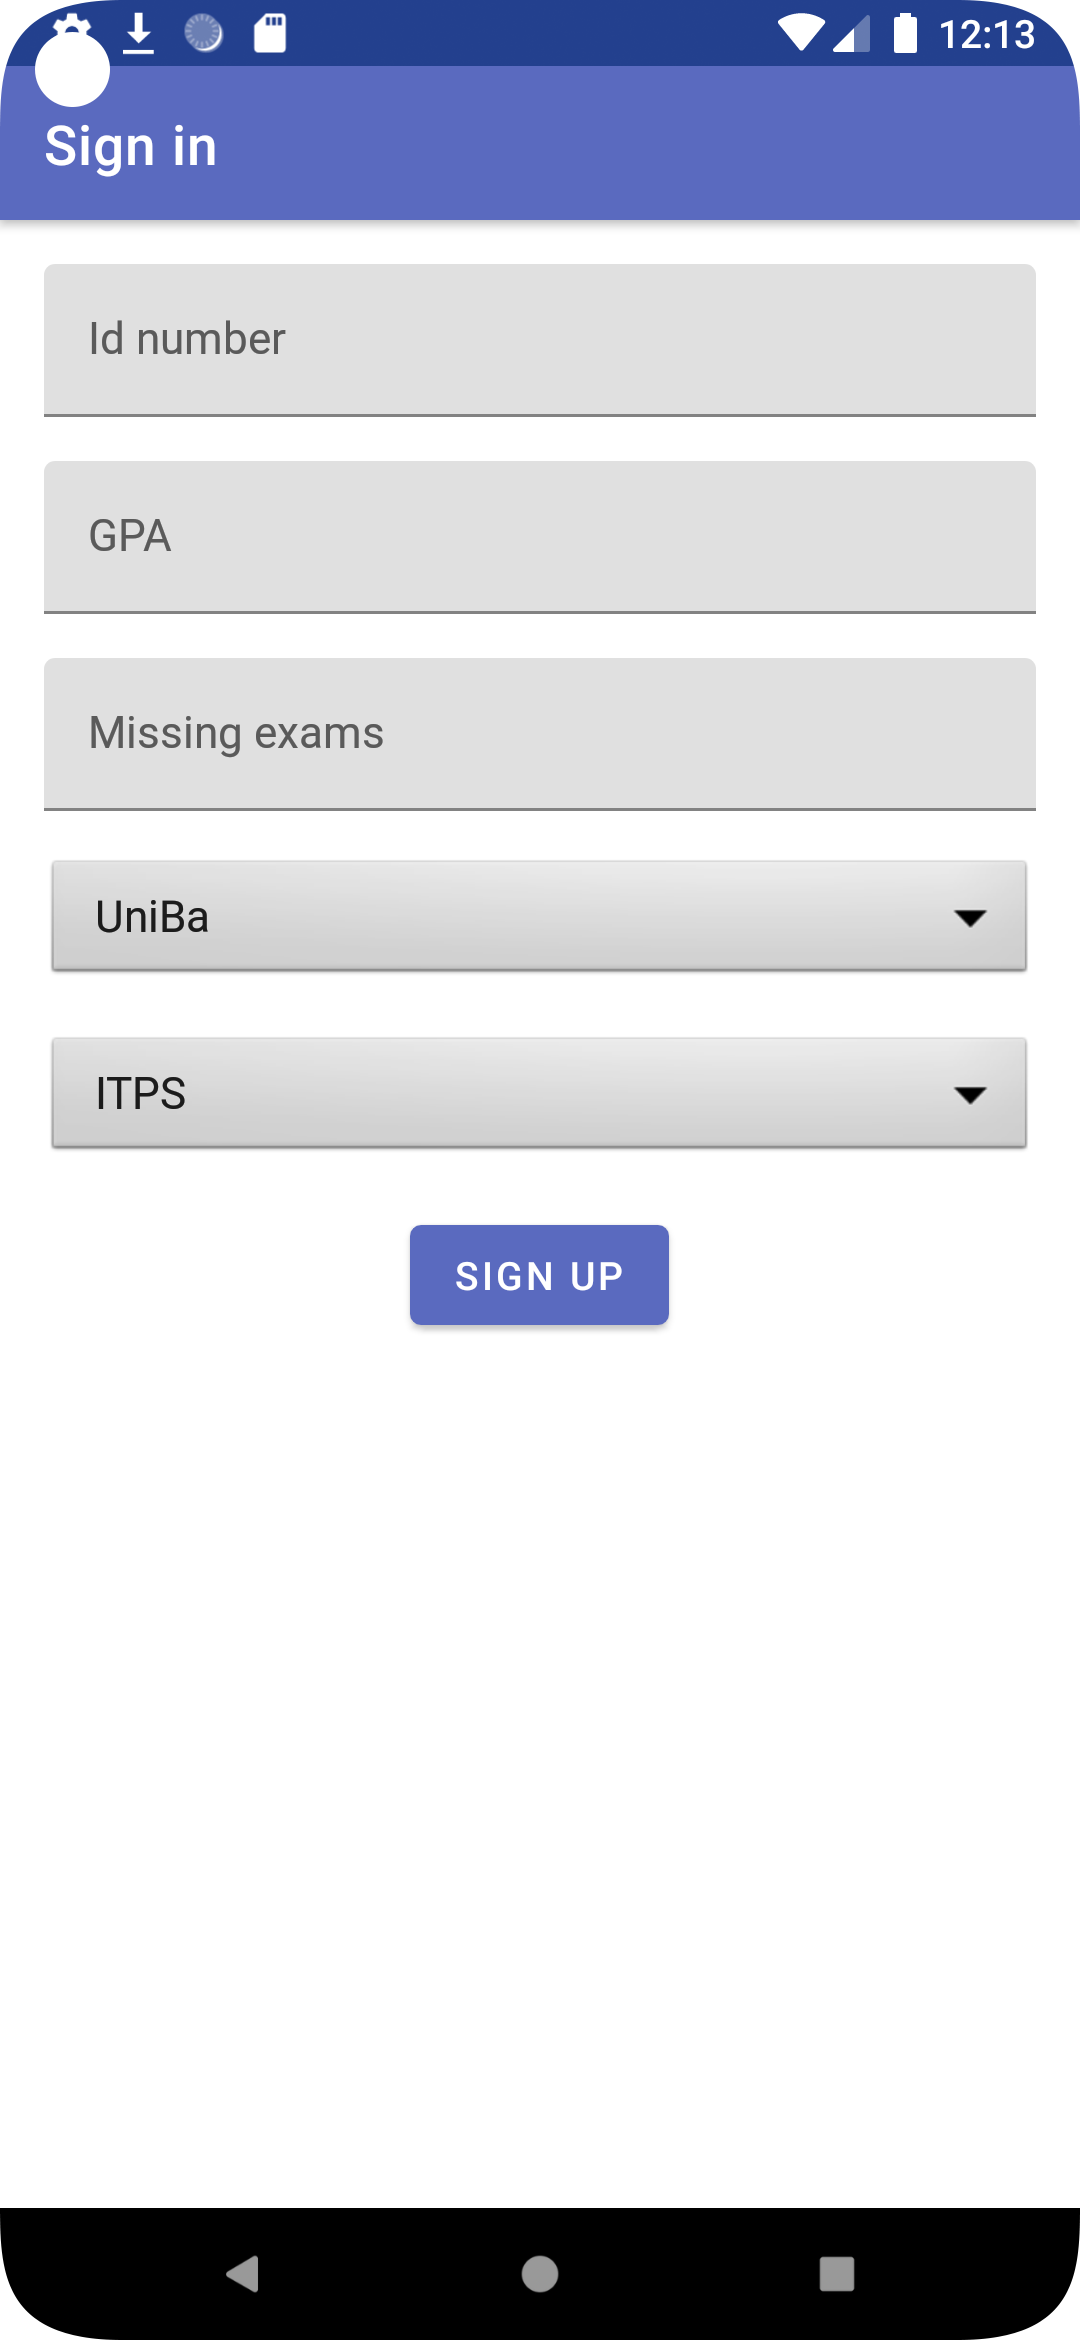 12:13
Sign in
Id number
GPA
Missing exams
UniBa
ITPS
SIGN UP